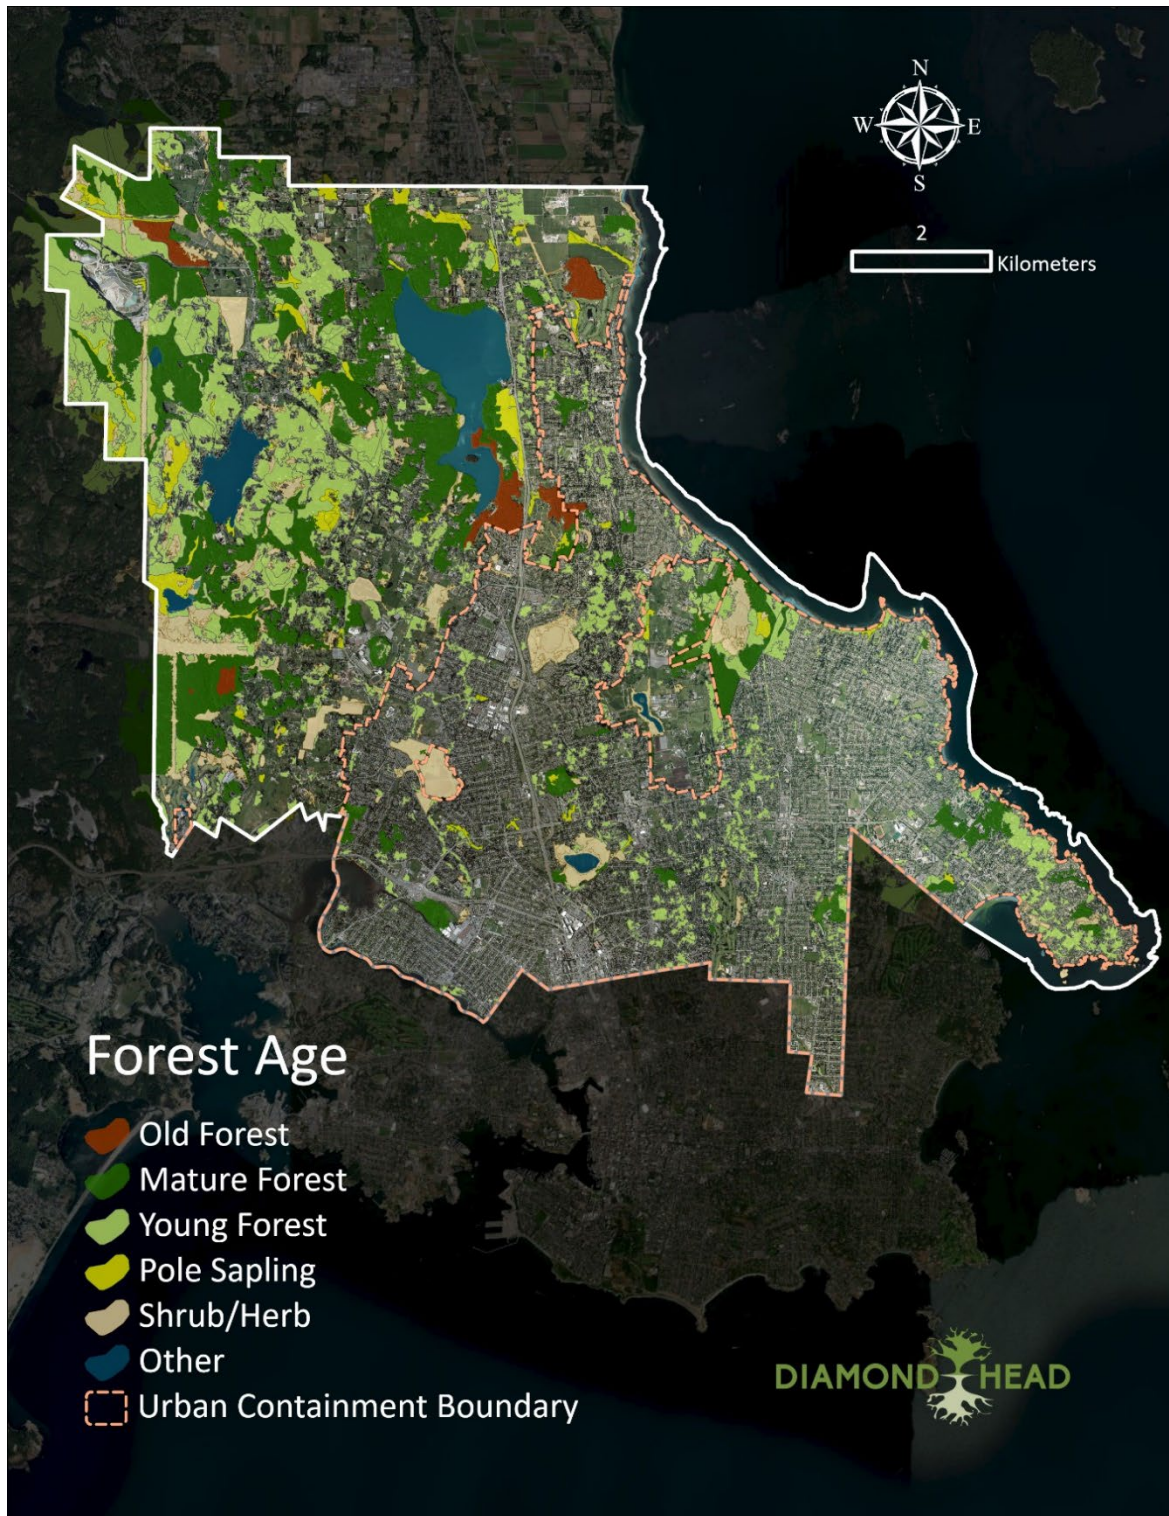 N
W E
S
2
Kilometers
Forest Age
Old Forest
Mature Forest
Young Forest
Pole Sapling
Shrub/Herb
Other
Urban Containment Boundary
DIAMOND HEAD